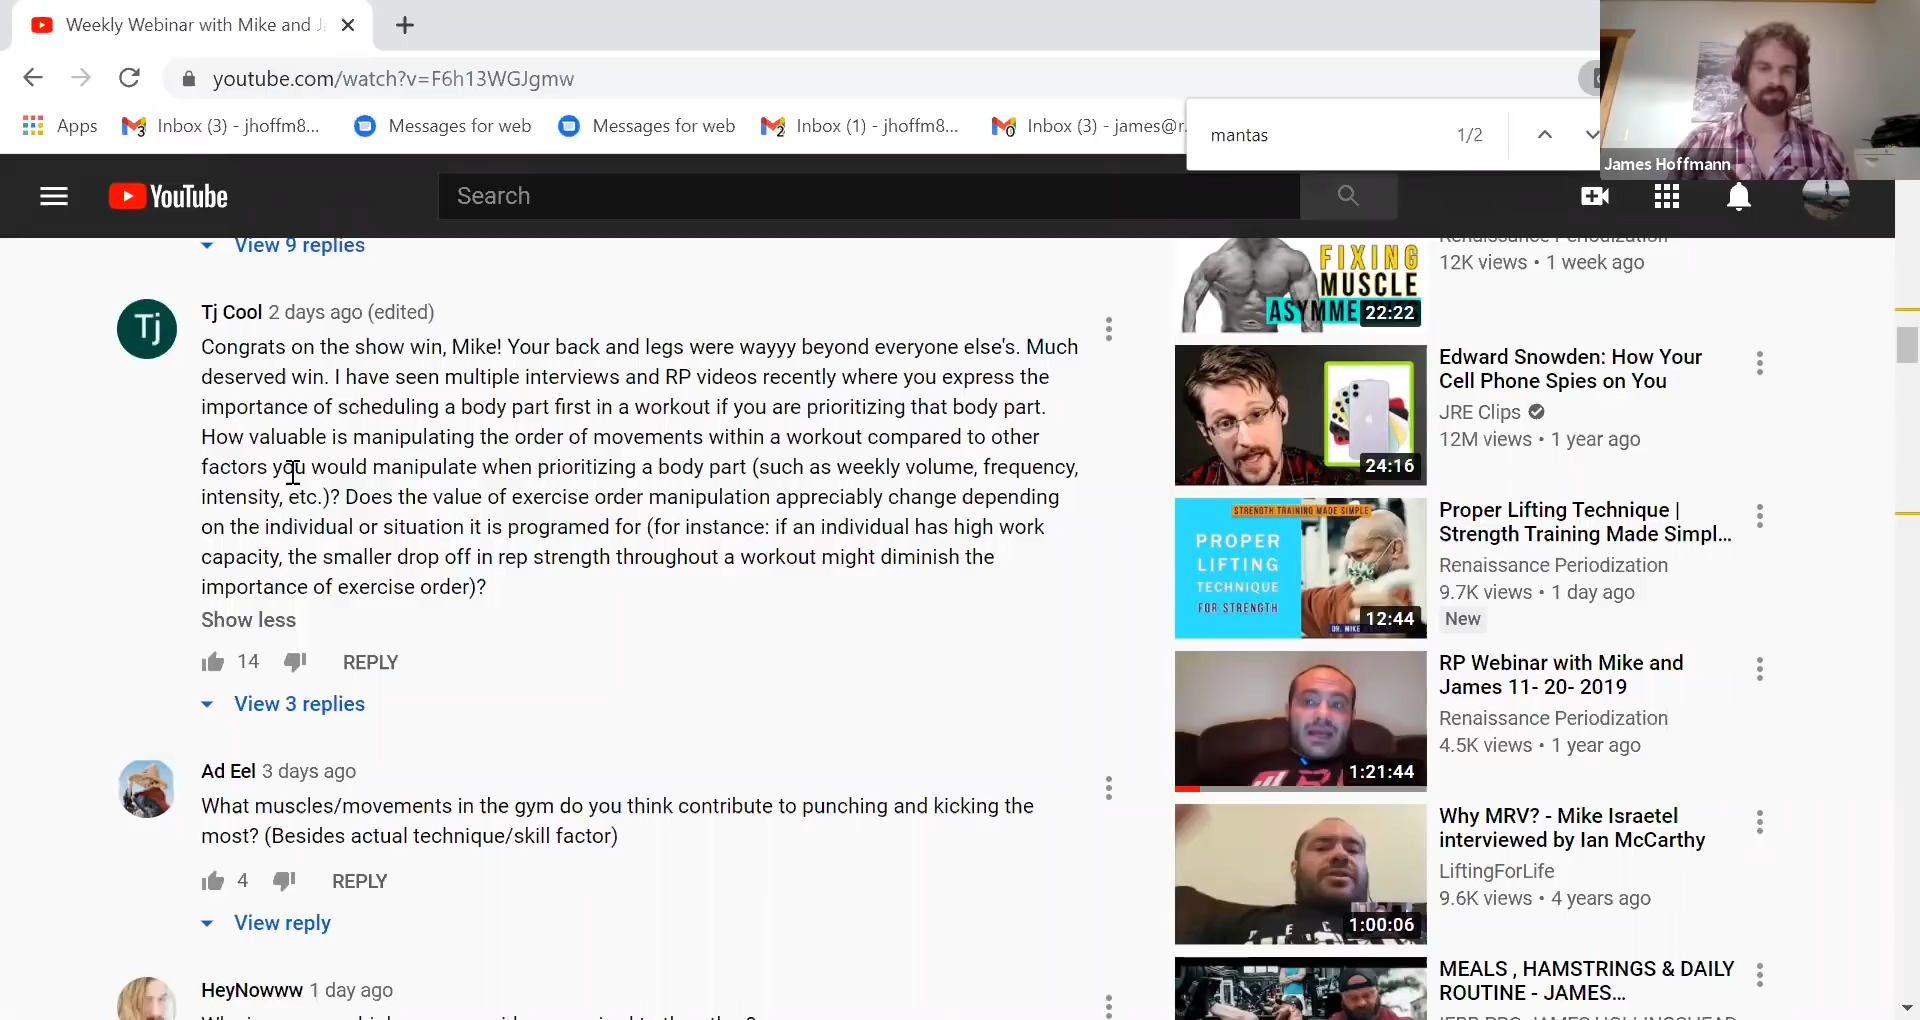 Weekly Webinar with Mike and J
youtube.com/watch?v=F6h13WGJgmw
Apps
3
Inbox (3) - jhoffm8...
Messages for web
Messages for web
2
Inbox (1) - jhoffm8...
0
Inbox (3) - james@r.
mantas
1/2
James Hoffmann
YouTube
Search
View 9 replies
Tj
Tj Cool 2 days ago (edited)
Congrats on the show win, Mike! Your back and legs were wayyy beyond everyone else's. Much
deserved win. I have seen multiple interviews and RP videos recently where you express the
importance of scheduling a body part first in a workout if you are prioritizing that body part.
How valuable is manipulating the order of movements within a workout compared to other
factors you would manipulate when prioritizing a body part (such as weekly volume, frequency,
intensity, etc.)? Does the value of exercise order manipulation appreciably change depending
on the individual or situation it is programed for (for instance: if an individual has high work
capacity, the smaller drop off in rep strength throughout a workout might diminish the
importance of exercise order)?
Show less
14
REPLY
View 3 replies
Ad Eel 3 days ago
What muscles/movements in the gym do you think contribute to punching and kicking the
most? (Besides actual technique/skill factor)
4
REPLY
View reply
HeyNowww 1 day ago
FIXING
MUSCLE
ASYMME
22:22
Renaissance Periodization
12K views • 1 week ago
24:16
Edward Snowden: How Your
Cell Phone Spies on You
JRE Clips
12M views • 1 year ago
STRENGTH TRAINING MADE SIMPLE
PROPER
LIFTING
TECHNIQUE
FOR STRENGTH
DR. MIKE
12:44
Proper Lifting Technique |
Strength Training Made Simpl...
Renaissance Periodization
9.7K views • 1 day ago
New
1:21:44
RP Webinar with Mike and
James 11- 20- 2019
Renaissance Periodization
4.5K views • 1 year ago
1:00:06
Why MRV? - Mike Israetel
interviewed by Ian McCarthy
LiftingForLife
9.6K views • 4 years ago
MEALS , HAMSTRINGS & DAILY
ROUTINE - JAMES...